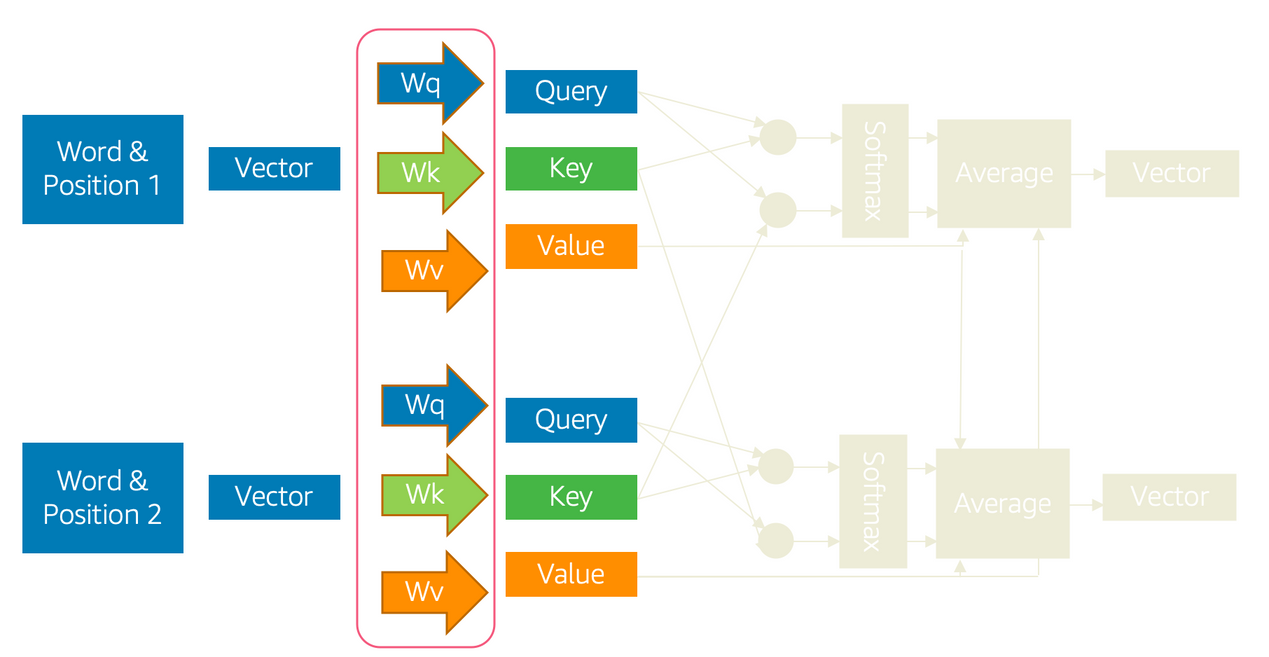 Word &
Position 1
Vector
Wq
Wk
Wv
Query
Key
Value
Softmax
Average
Vector
Word &
Position 2
Vector
Wq
Wk
Wv
Query
Key
Value
Softmax
Average
Vector